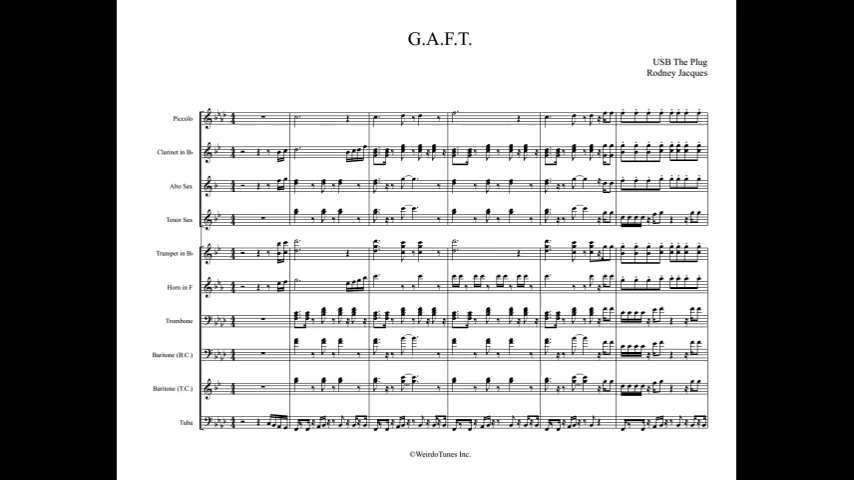 G.A.F.T.
USB The Plug
Rodney Jacques
Piccolo
Clarinet in B♭
Alto Sax
Tenor Sax
Trumpet in B♭
Horn in F
Trombone
Baritone (B.C.)
Baritone (T.C.)
Tuba
©WeirdoTunes Inc.